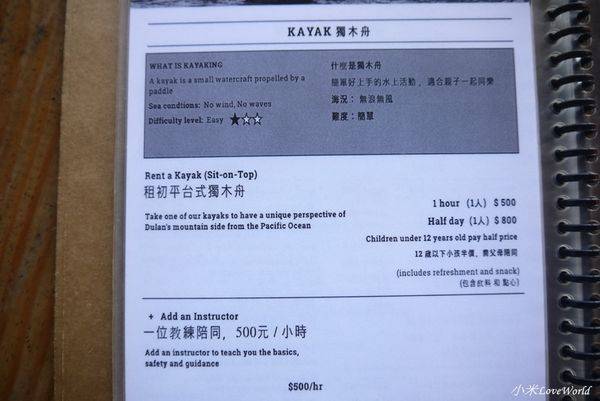 KAYAK 獨木舟
WHAT IS KAYAKING
A kayak is a small watercraft propelled by a
paddle
Sea condtions: No wind, No waves
Difficulty level: Easy
什麼是獨木舟
簡單好上手的水上活動，適合親子一起同樂
海況： 無浪無風
難度：簡單
Rent a Kayak (Sit-on-Top)
租初平台式獨木舟
Take one of our kayaks to have a unique perspective of
Dulan's mountain side from the Pacific Ocean
1 hour (1人) $ 500
Half day (1人) $ 800
Children under 12 years old pay half price
12 歲以下小孩半價, 需父母陪同
(includes refreshment and snack)
(包含飲料 和 點心)
+ Add an Instructor
一位教練陪同, 500元 / 小時
Add an instructor to teach you the basics,
safety and guidance
$500/hr
小米LoveWorld